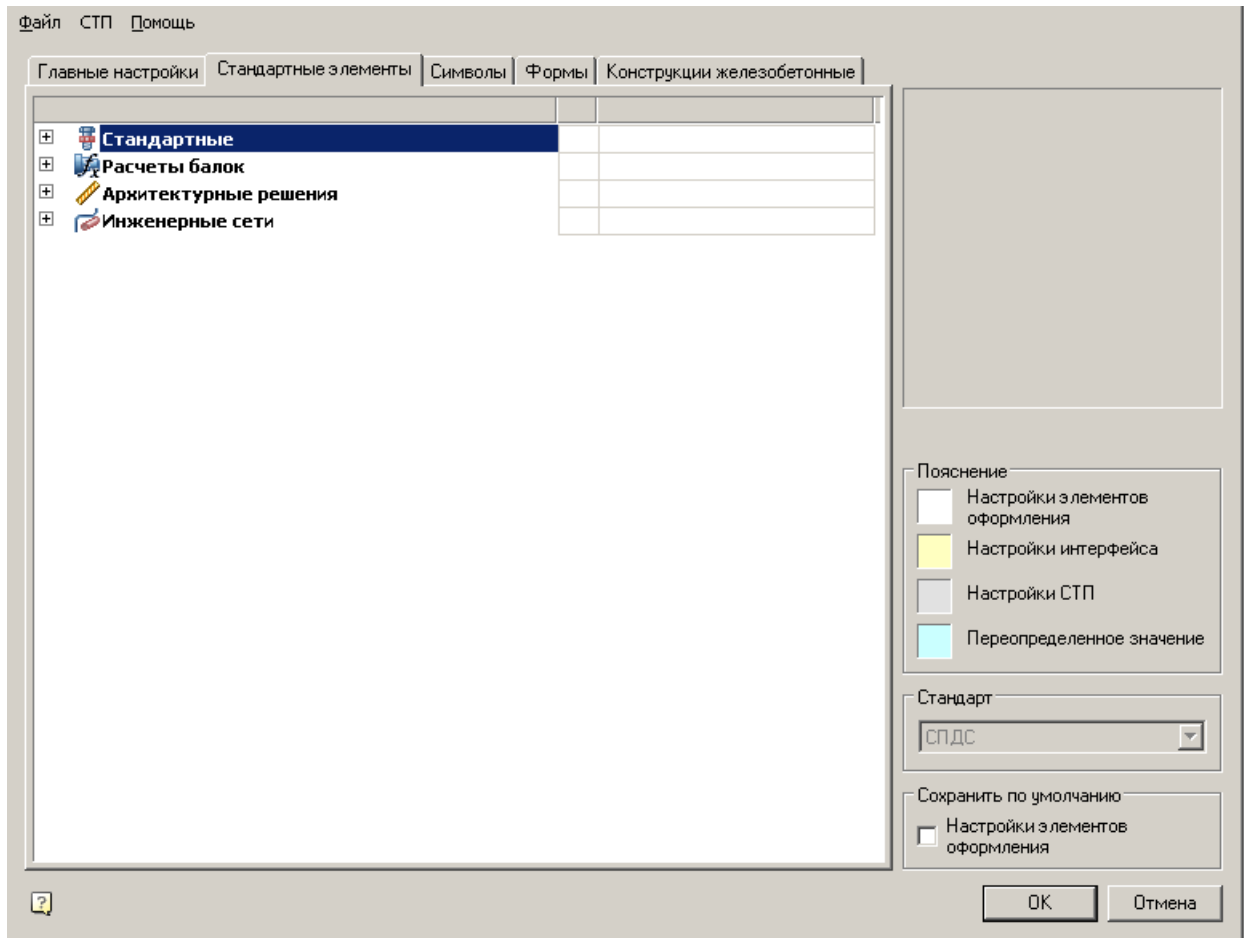 Файл СТП Помощь
Главные настройки Стандартные элементы Символы Формы Конструкции железобетонные
Стандартные
Расчеты балок
Архитектурные решения
Инженерные сети
Пояснение
Настройки элементов
оформления
Настройки интерфейса
Настройки СТП
Переопределенное значение
Стандарт
СПДС
Сохранить по умолчанию
Настройки элементов
оформления
?
OK Отмена